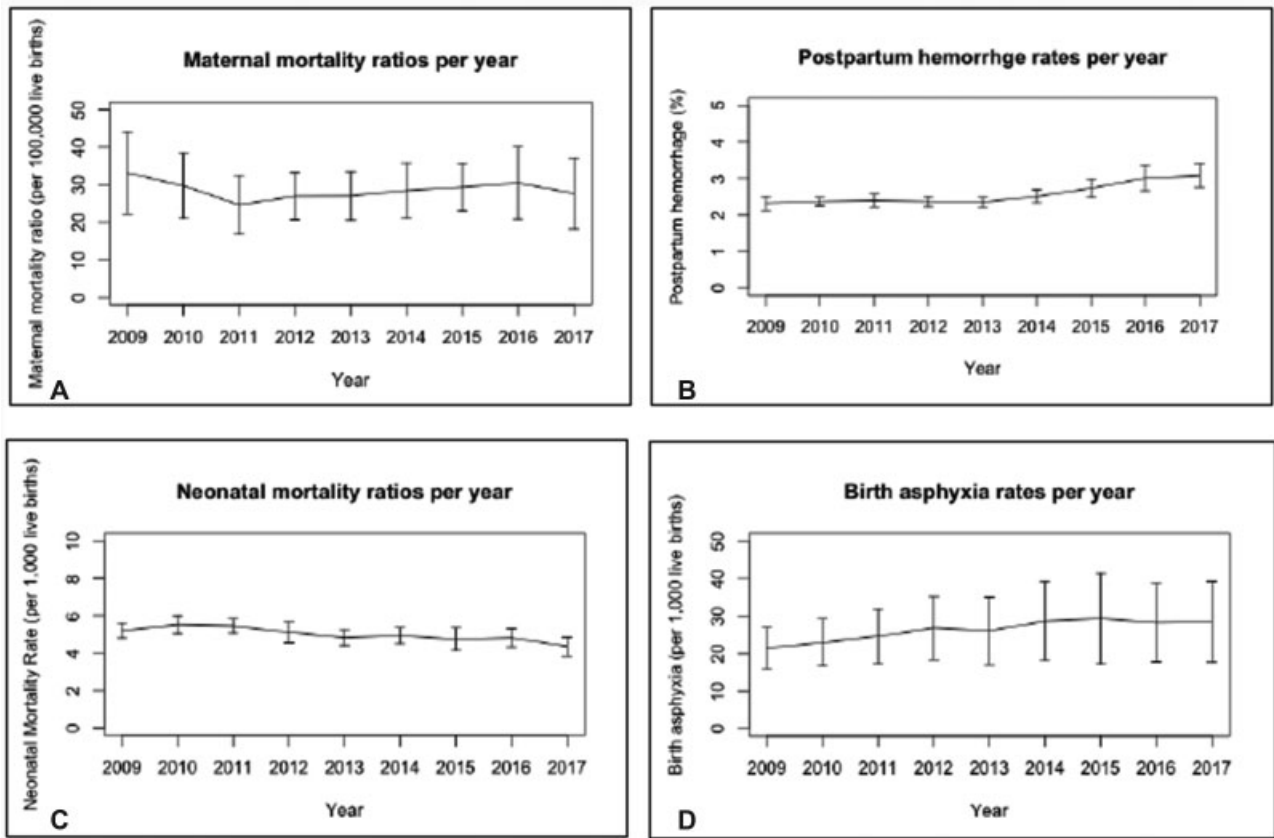 Maternal mortality ratios per year
Maternal mortality ratio (per 100,000 live births)
50
40
30
20
10
0
2009 2010 2011 2012 2013 2014 2015 2016 2017
Year
A
Postpartum hemorrhge rates per year
Postpartum hemorrhage (%)
5
4
3
2
1
0
2009 2010 2011 2012 2013 2014 2015 2016 2017
Year
B
Neonatal mortality ratios per year
Neonatal Mortality Rate (per 1,000 live births)
10
8
6
4
2
0
2009 2010 2011 2012 2013 2014 2015 2016 2017
Year
C
Birth asphyxia rates per year
Birth asphyxia (per 1,000 live births)
50
40
30
20
10
0
2009 2010 2011 2012 2013 2014 2015 2016 2017
Year
D